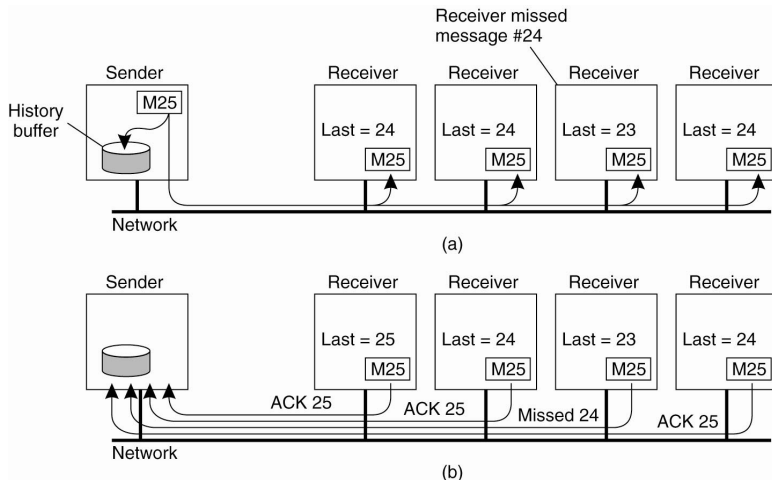 Receiver missed
message #24
Sender
Receiver
Receiver
Receiver
Receiver
History
buffer
M25
Last = 24
Last = 24
Last = 23
Last = 24
M25
M25
M25
M25
Network
(a)
Sender
Receiver
Receiver
Receiver
Receiver
Last = 25
Last = 24
Last = 23
Last = 24
M25
M25
M25
M25
ACK 25
ACK 25
Missed 24
ACK 25
Network
(b)